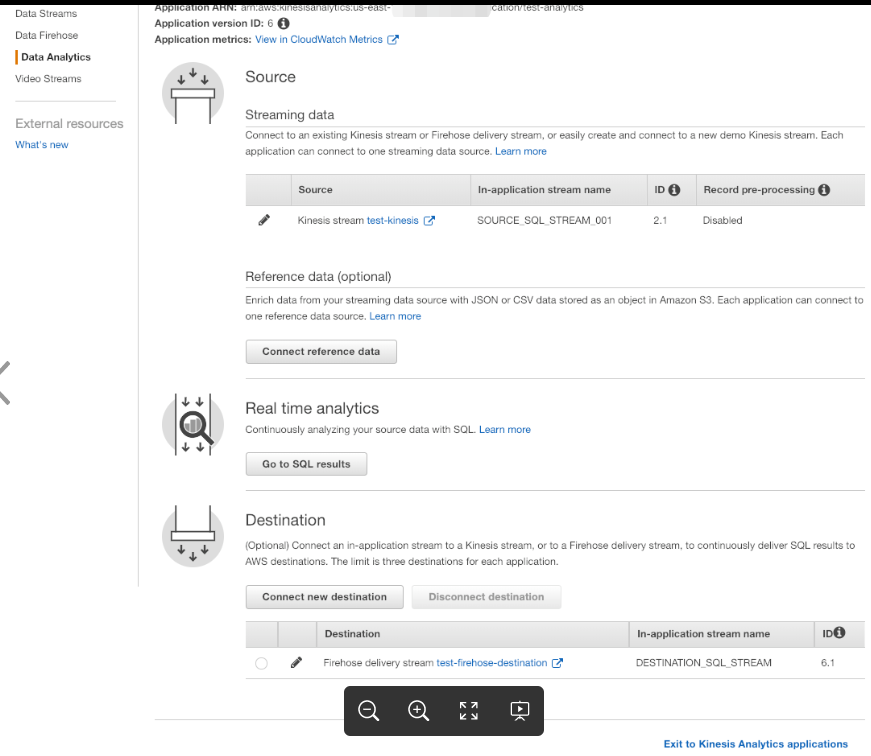 Data Streams
Data Firehose
Data Analytics
Video Streams
External resources
What's new
Application ARN: arn:aws:kinesisanalytics:us-east-
cation/test-analytics
Application version ID: 6
Application metrics: View in CloudWatch Metrics
Source
Streaming data
Connect to an existing Kinesis stream or Firehose delivery stream, or easily create and connect to a new demo Kinesis stream. Each
application can connect to one streaming data source. Learn more
Source In-application stream name ID Record pre-processing
Kinesis stream test-kinesis SOURCE_SQL_STREAM_001 2.1 Disabled
Reference data (optional)
Enrich data from your streaming data source with JSON or CSV data stored as an object in Amazon S3. Each application can connect to
one reference data source. Learn more
Connect reference data
Real time analytics
Continuously analyzing your source data with SQL. Learn more
Go to SQL results
Destination
(Optional) Connect an in-application stream to a Kinesis stream, or to a Firehose delivery stream, to continuously deliver SQL results to
AWS destinations. The limit is three destinations for each application.
Connect new destination Disconnect destination
Destination In-application stream name ID
Firehose delivery stream test-firehose-destination DESTINATION_SQL_STREAM 6.1
Exit to Kinesis Analytics applications